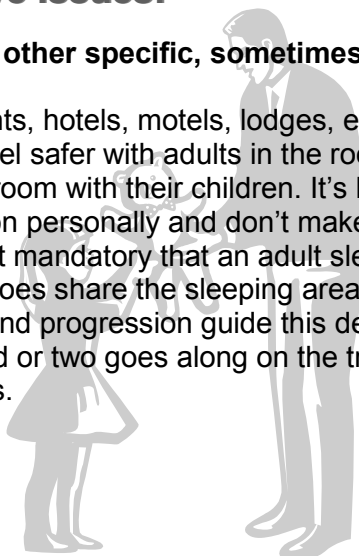 other specific, sometimes
nts, hotels, motels, lodges, e
el safer with adults in the roo
room with their children. It's
on personally and don't make
t mandatory that an adult sle
oes share the sleeping area
nd progression guide this de
d or two goes along on the tr
s.